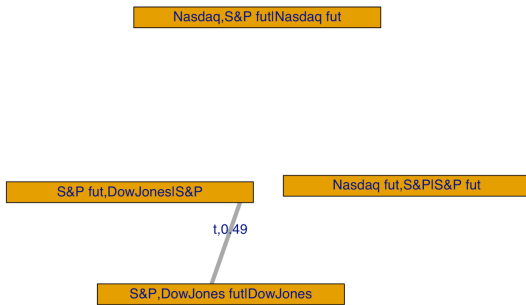 Nasdaq,S&P fut|Nasdaq fut
S&P fut,DowJones|S&P
Nasdaq fut,S&P|S&P fut
t,0.49
S&P,DowJones fut|DowJones